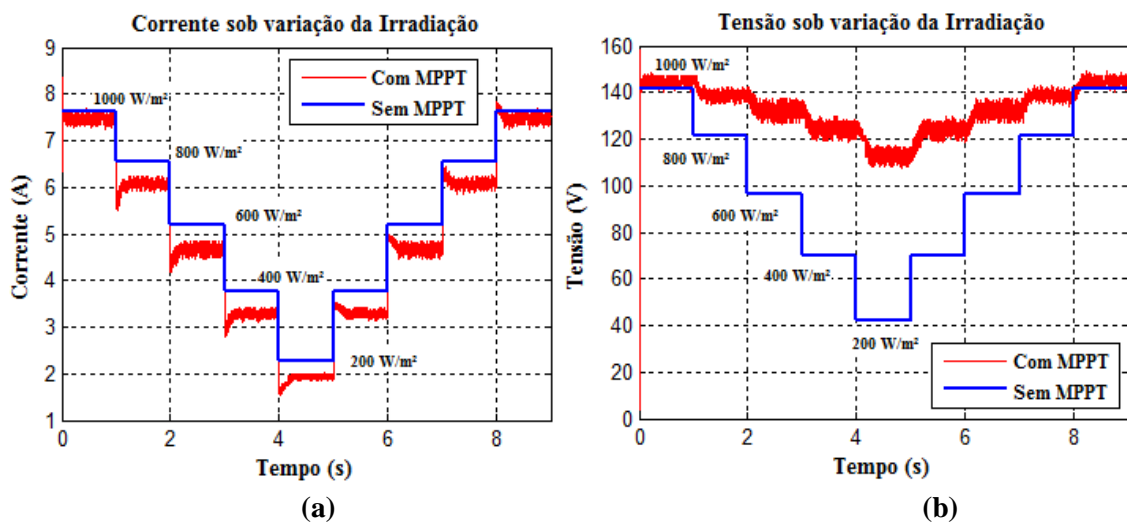 Corrente sob variação da Irradiação
9
8
7
6
5
4
3
2
1
Corrente (A)
1000 W/m²
800 W/m²
600 W/m²
400 W/m²
200 W/m²
Com MPPT
Sem MPPT
0 2 4 6 8
Tempo (s)
(a)
Tensão sob variação da Irradiação
160
140
120
100
80
60
40
20
0
Tensão (V)
1000 W/m²
800 W/m²
600 W/m²
400 W/m²
200 W/m²
Com MPPT
Sem MPPT
0 2 4 6 8
Tempo (s)
(b)